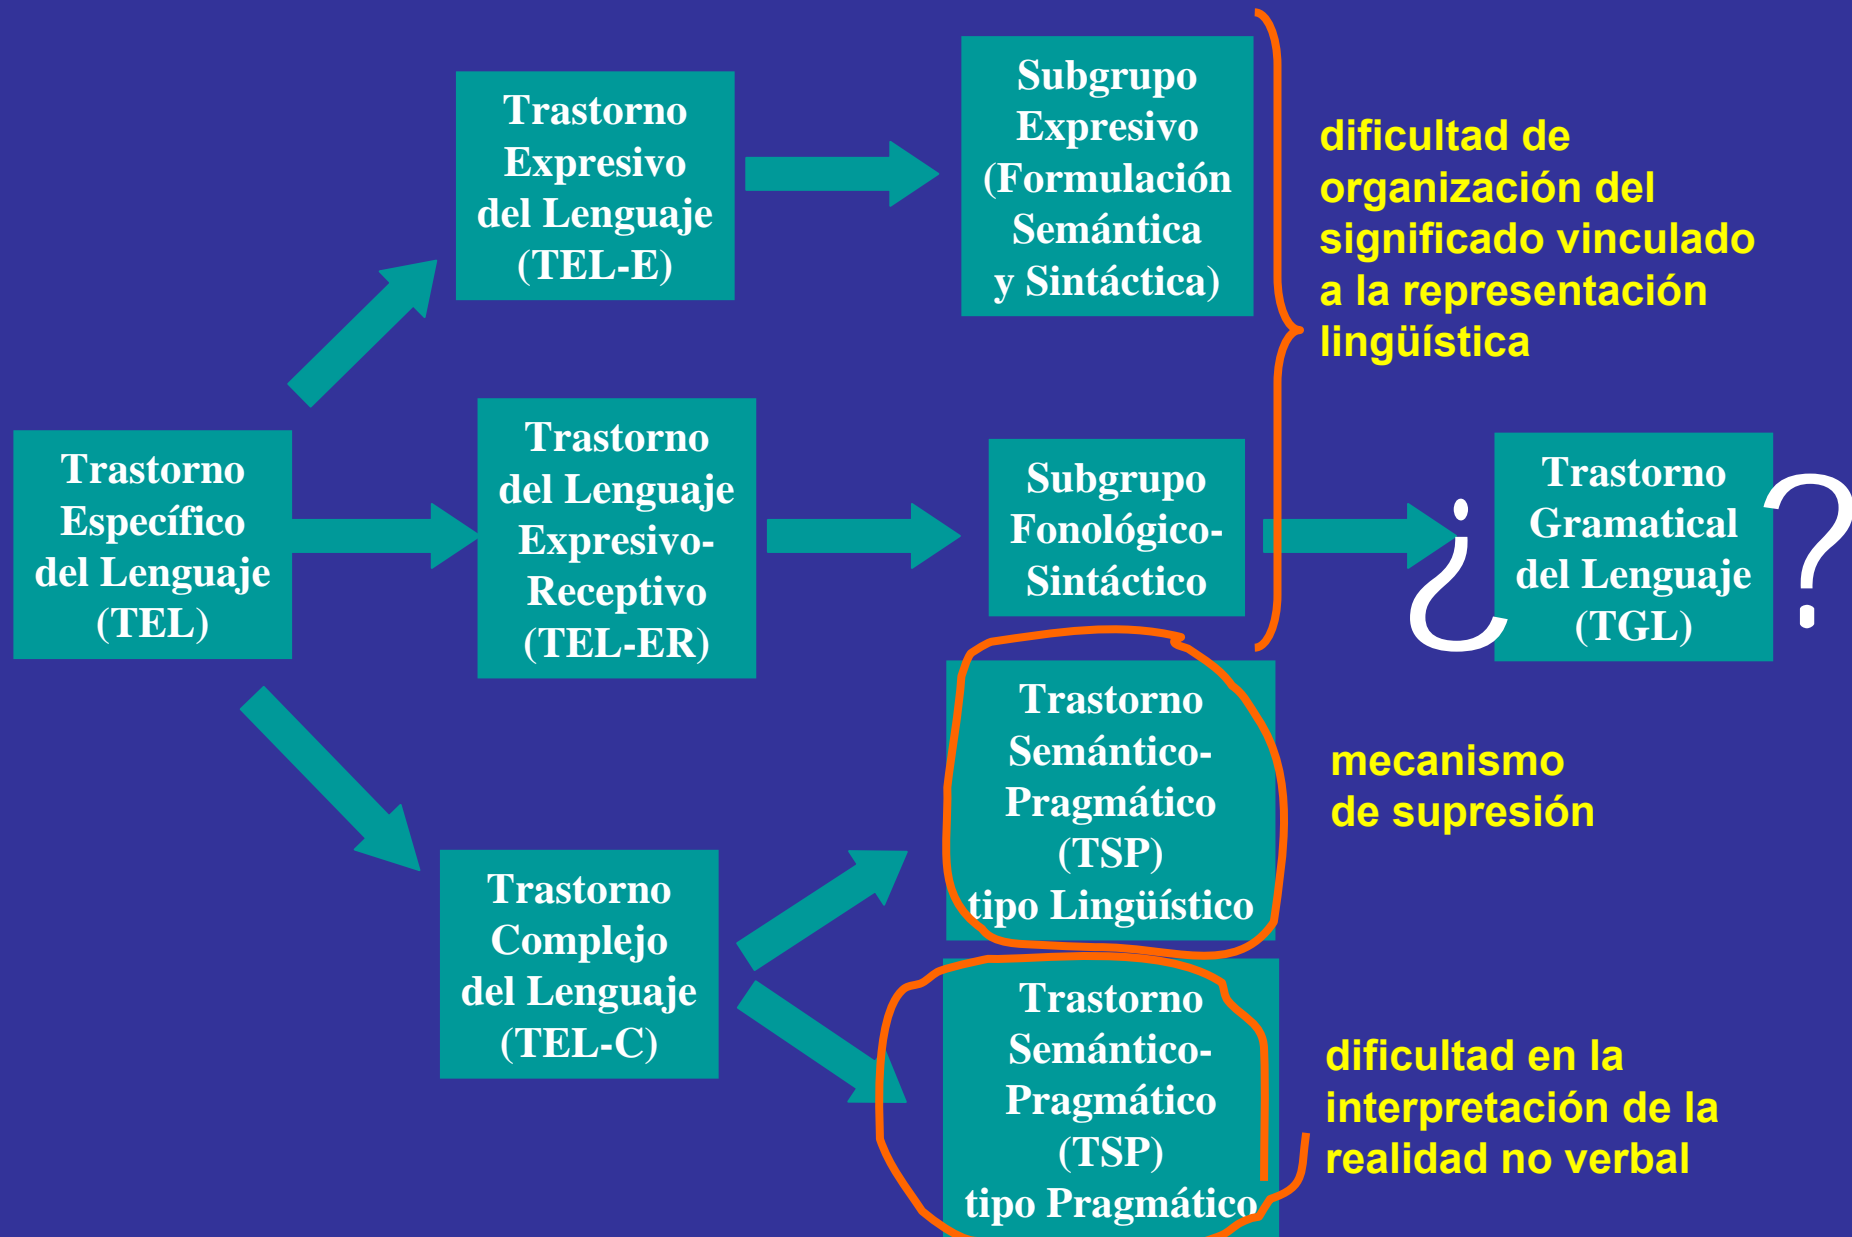 Trastorno
Específico
del Lenguaje
(TEL)
Trastorno
Expresivo
del Lenguaje
(TEL-E)
Subgrupo
Expresivo
(Formulación
Semántica
y Sintáctica)
dificultad de
organización del
significado vinculado
a la representación
lingüística
Trastorno
del Lenguaje
Expresivo-
Receptivo
(TEL-ER)
Subgrupo
Fonológico-
Sintáctico
¿
Trastorno
Gramatical
del Lenguaje
(TGL)
?
Trastorno
Complejo
del Lenguaje
(TEL-C)
Trastorno
Semántico-
Pragmático
(TSP)
tipo Lingüístico
mecanismo
de supresión
Trastorno
Semántico-
Pragmático
(TSP)
tipo Pragmático
dificultad en la
interpretación de la
realidad no verbal